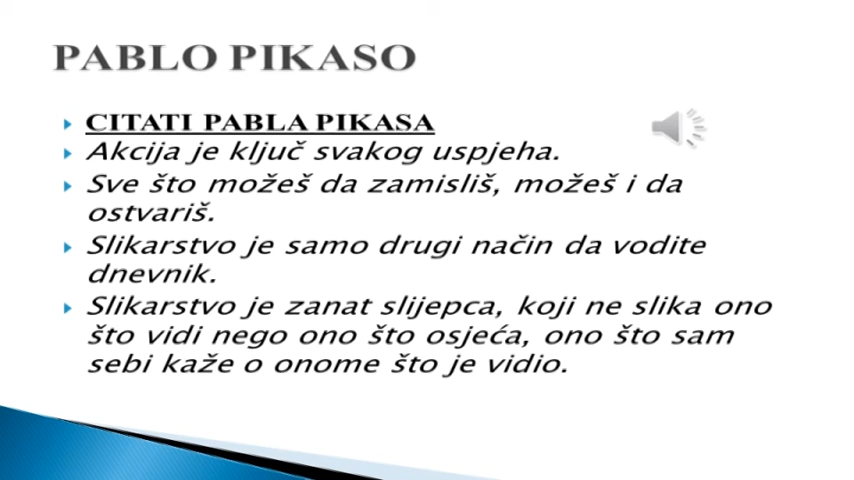 PABLO PIKASO
CITATI PABLA PIKASA
Akcija je ključ svakog uspjeha.
Sve što možeš da zamisliš, možeš i da
ostvariš.
Slikarstvo je samo drugi način da vodite
dnevnik.
Slikarstvo je zanat slijepca, koji ne slika ono
što vidi nego ono što osjeća, ono što sam
sebi kaže o onome što je vidio.